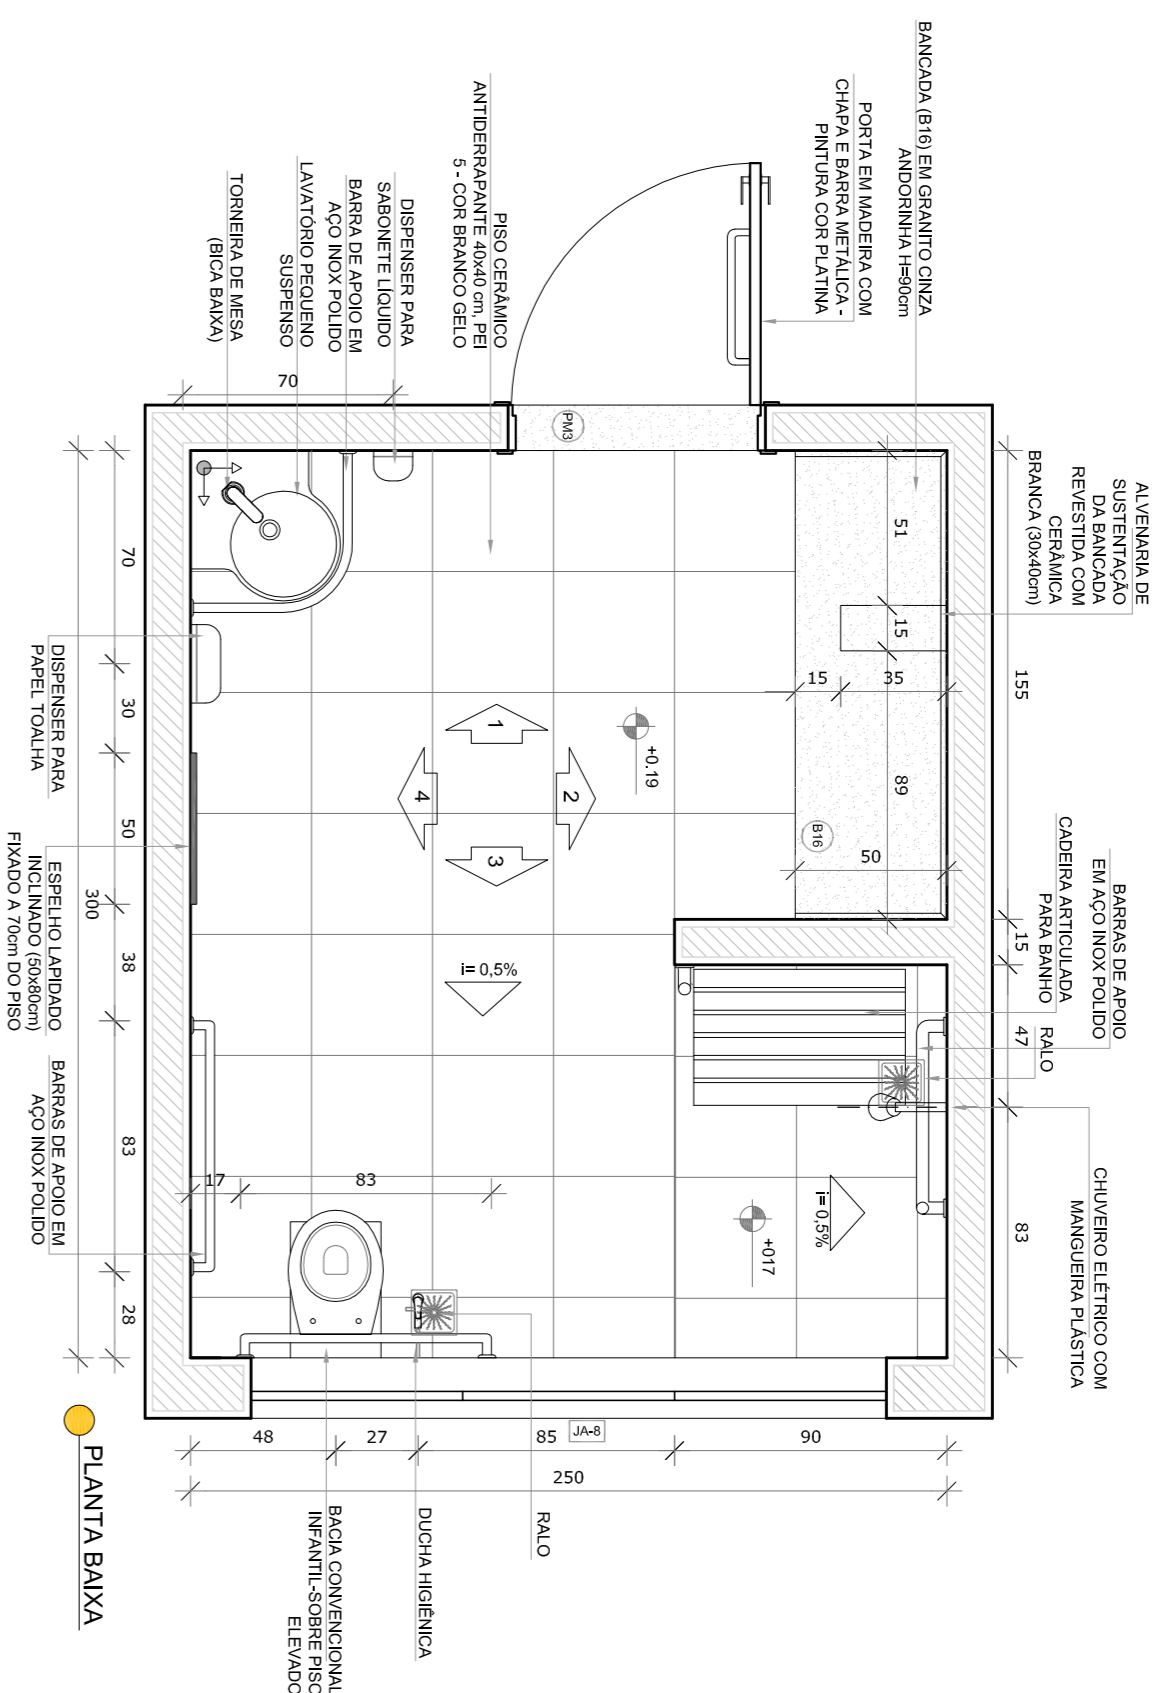 BANCADA (B16) EM GRANITO CINZA
ANDORINHA H=90cm
PORTA EM MADEIRA COM
CHAPA E BARRA METÁLICA -
PINTURA COR PLATINA
PISO CERÂMICO
ANTIDERRAPANTE 40x40 cm, PEI
5 - COR BRANCO GELO
DISPENSER PARA
SABONETE LÍQUIDO
BARRA DE APOIO EM
AÇO INOX POLIDO
LAVATÓRIO PEQUENO
SUSPENSO
TORNEIRA DE MESA
(BICA BAIXA)
ALVENARIA DE
SUSTENTAÇÃO
DA BANCADA
REVESTIDA COM
CERÂMICA
BRANCA (30x40cm)
155
15
47
83
BARRAS DE APOIO
EM AÇO INOX POLIDO
CADEIRA ARTICULADA
PARA BANHO
RALO
CHUVEIRO ELÉTRICO COM
MANGUEIRA PLÁSTICA
70
PM3
51
15
89
15
35
50
B16
+0.19
1
2
3
4
i= 0,5%
i= 0,5%
+017
17
83
70
30
50
38
83
28
300
DISPENSER PARA
PAPEL TOALHA
ESPELHO LAPIDADO
INCLINADO (50x80cm)
FIXADO A 70cm DO PISO
BARRAS DE APOIO EM
AÇO INOX POLIDO
48
27
85
JA-8
90
250
RALO
DUCHA HIGIÊNICA
BACIA CONVENCIONAL
INFANTIL-SOBRE PISO
ELEVADO
PLANTA BAIXA